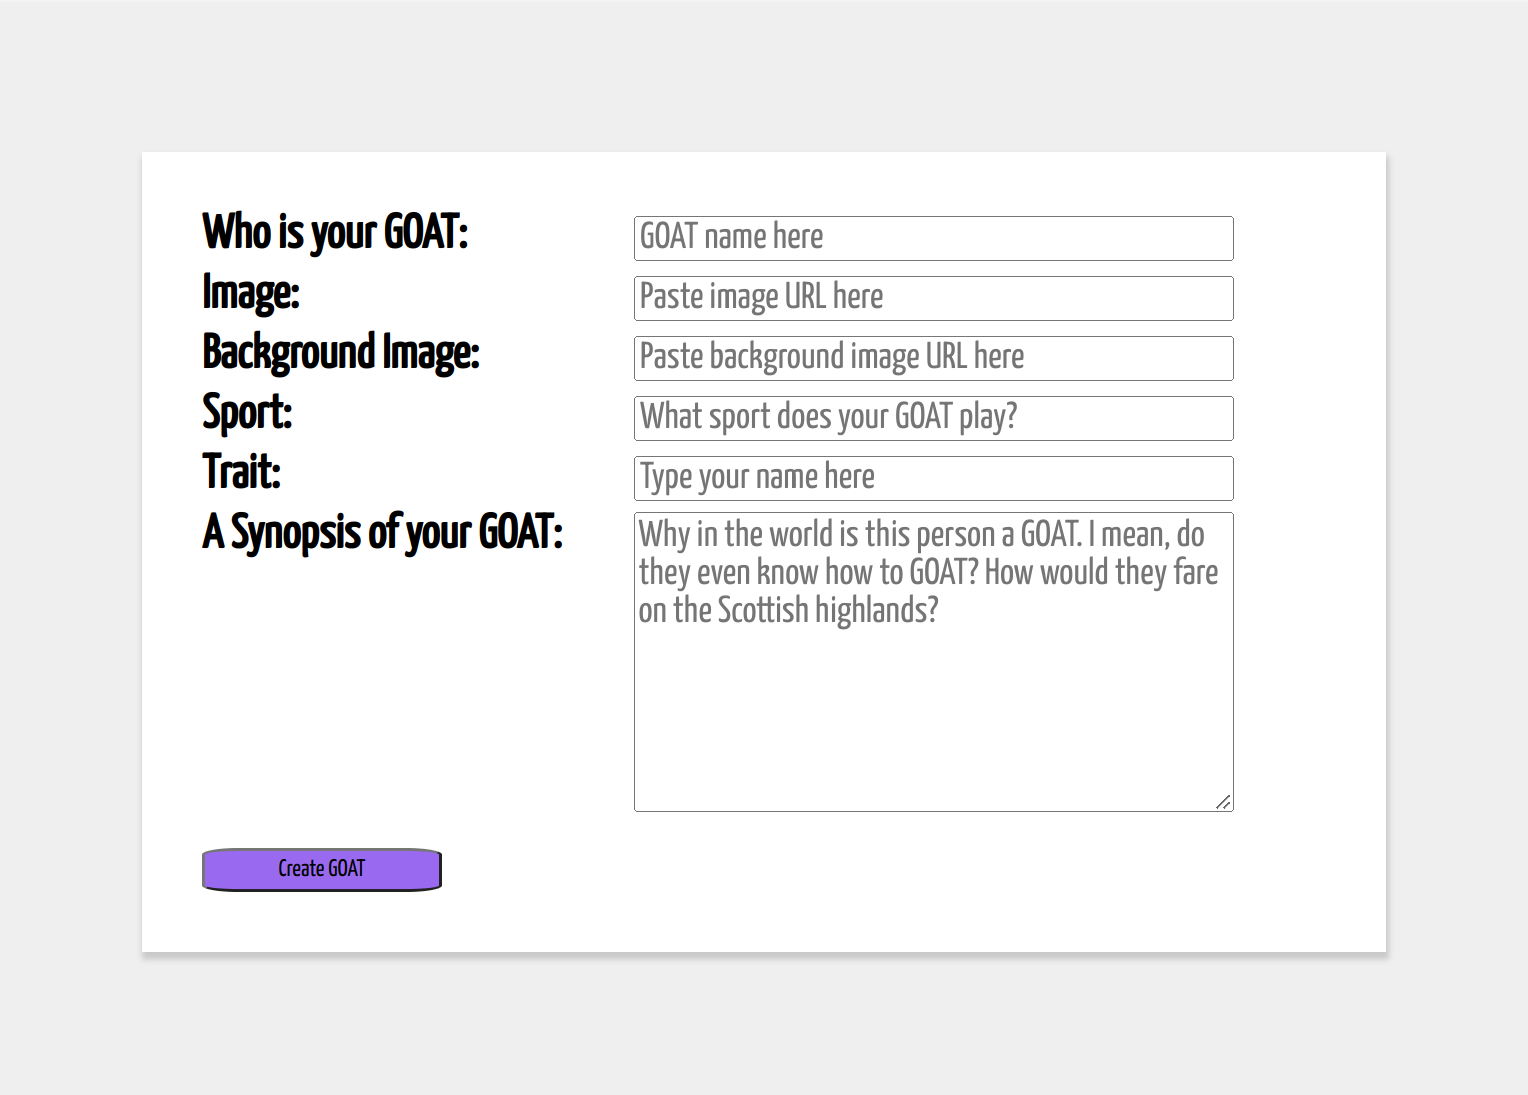 Who is your GOAT:
GOAT name here
Image:
Paste image URL here
Background Image:
Paste background image URL here
Sport:
What sport does your GOAT play?
Trait:
Type your name here
A Synopsis of your GOAT:
Why in the world is this person a GOAT. I mean, do
they even know how to GOAT? How would they fare
on the Scottish highlands?
Create GOAT